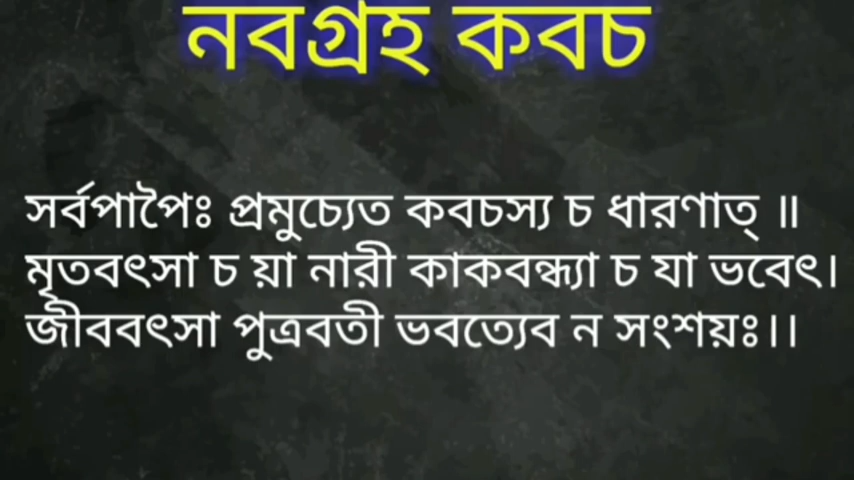 নবগ্রহ কবচ
সর্বপাপৈঃ প্রমুচ্যেত কবচস্য চ ধারণাত্ ॥
মৃতবৎসা চ য়া নারী কাকবন্ধ্যা চ যা ভবেৎ।
জীববৎসা পুত্রবতী ভবত্যেব ন সংশয়ঃ।।